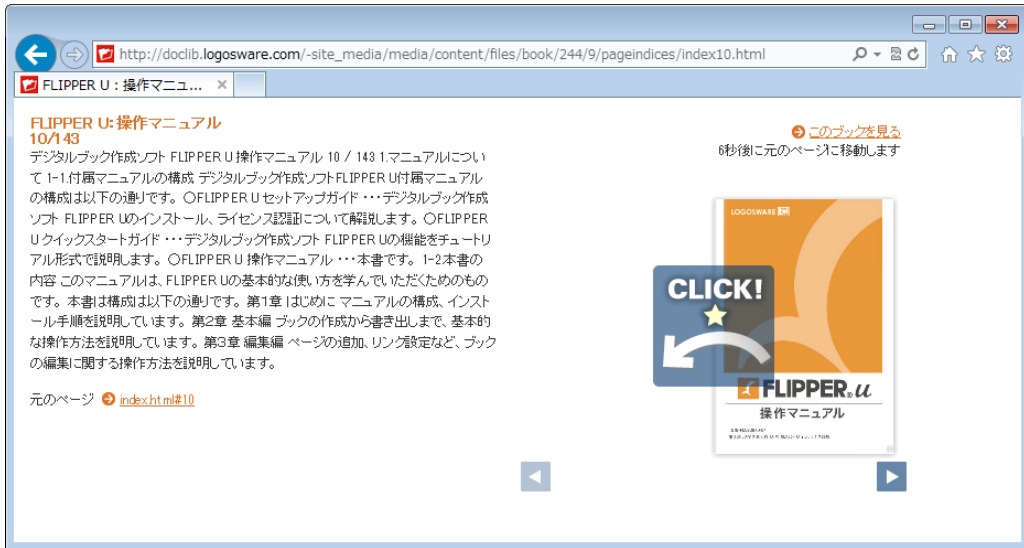 http://doclib.logosware.com/-site_media/media/content/files/book/244/9/pageindices/index10.html
FLIPPER U : 操作マニュ...
FLIPPER U:操作マニュアル
10/143
デジタルブック作成ソフト FLIPPER U 操作マニュアル 10 / 143 1.マニュアルについ
て 1-1.付属マニュアルの構成 デジタルブック作成ソフトFLIPPER U付属マニュアル
の構成は以下の通りです。 〇FLIPPER U セットアップガイド ・・・デジタルブック作成
ソフト FLIPPER Uのインストール、ライセンス認証について解説します。 〇FLIPPER
U クイックスタートガイド ・・・デジタルブック作成ソフト FLIPPER Uの機能をチュートリ
アル形式で説明します。 〇FLIPPER U 操作マニュアル ・・・本書です。 1-2.本書の
内容 このマニュアルは、FLIPPER Uの基本的な使い方を学んでいただくためのもの
です。本書は構成は以下の通りです。 第1章 はじめに マニュアルの構成、インスト
ール手順を説明しています。 第2章 基本編 ブックの作成から書き出しまで、基本的
な操作方法を説明しています。 第3章 編集編 ページの追加、リンク設定など、ブック
の編集に関する操作方法を説明しています。
元のページ index.html#10
このブックを見る
6秒後に元のページに移動します
LOGOSWARE
CLICK!
FLIPPER® u
操作マニュアル